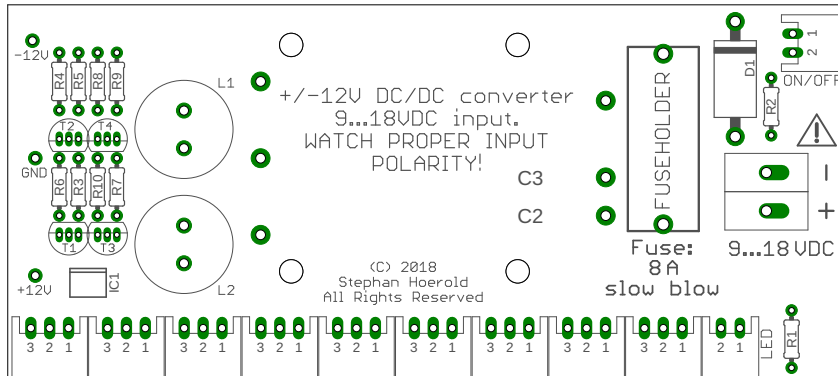 -12V
R4
R5
R8
R9
T2
T4
GND
R6
R3
R10
R7
T1
T3
+12V
IC1
L1
L2
+/-12V DC/DC converter
9...18VDC input.
WATCH PROPER INPUT
POLARITY!
C3
C2
(C) 2018
Stephan Hoerold
All Rights Reserved
FUSEHOLDER
Fuse:
8A
slow blow
D1
1
2
ON/OFF
R2
-
+
9...18VDC
3 2 1
3 2 1
3 2 1
3 2 1
3 2 1
3 2 1
3 2 1
3 2 1
3 2 1
2 1
LED
R1